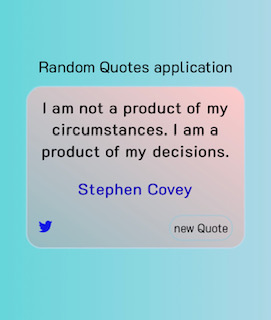 Random Quotes application
I am not a product of my
circumstances. I am a
product of my decisions.
Stephen Covey
new Quote